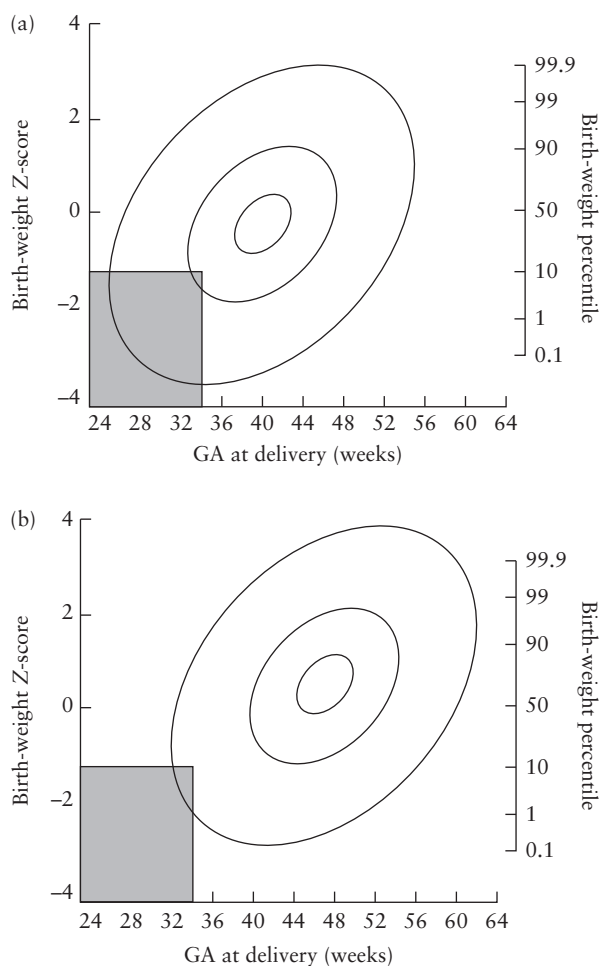 (a)
4
2
0
–2
–4
Birth-weight Z-score
24 28 32 36 40 44 48 52 56 60 64
GA at delivery (weeks)
99.9
99
90
50
10
1
0.1
Birth-weight percentile
(b)
4
2
0
–2
–4
Birth-weight Z-score
24 28 32 36 40 44 48 52 56 60 64
GA at delivery (weeks)
99.9
99
90
50
10
1
0.1
Birth-weight percentile